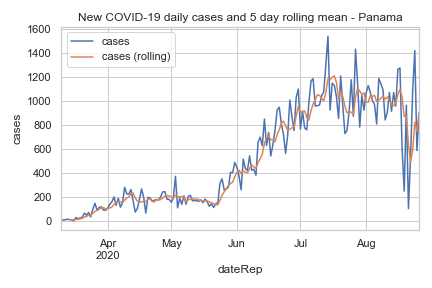 New COVID-19 daily cases and 5 day rolling mean - Panama
cases
cases (rolling)
1600
1400
1200
1000
800
600
400
200
0
cases
Apr
2020
May
Jun
Jul
Aug
dateRep